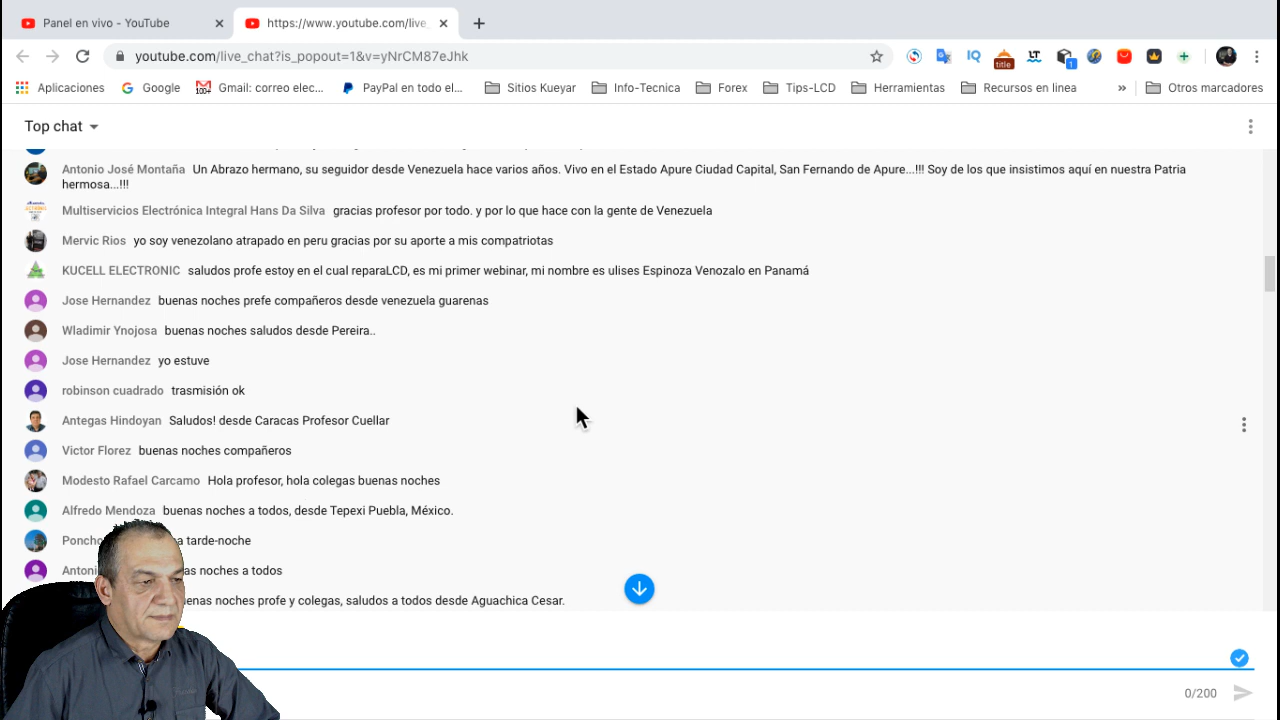 Panel en vivo - YouTube
https://www.youtube.com/live_
youtube.com/live_chat?is_popout=1&v=yNrCM87eJhk
Aplicaciones
Google
Gmail: correo elec...
PayPal en todo el...
Sitios Kueyar
Info-Tecnica
Forex
Tips-LCD
Herramientas
Recursos en linea
»
Otros marcadores
Top chat
Antonio José Montaña Un Abrazo hermano, su seguidor desde Venezuela hace varios años. Vivo en el Estado Apure Ciudad Capital, San Fernando de Apure...!!! Soy de los que insistimos aquí en nuestra Patria
hermosa...!!!
Multiservicios Electrónica Integral Hans Da Silva gracias profesor por todo. y por lo que hace con la gente de Venezuela
Mervic Rios yo soy venezolano atrapado en peru gracias por su aporte a mis compatriotas
KUCELL ELECTRONIC saludos profe estoy en el cual reparaLCD, es mi primer webinar, mi nombre es ulises Espinoza Venozalo en Panamá
Jose Hernandez buenas noches prefe compañeros desde venezuela guarenas
Wladimir Ynojosa buenas noches saludos desde Pereira..
Jose Hernandez yo estuve
robinson cuadrado trasmisión ok
Antegas Hindoyan Saludos! desde Caracas Profesor Cuellar
Victor Florez buenas noches compañeros
Modesto Rafael Carcamo Hola profesor, hola colegas buenas noches
Alfredo Mendoza buenas noches a todos, desde Tepexi Puebla, México.
Poncho tarde-noche
noches a todos
noches profe y colegas, saludos a todos desde Aguachica Cesar.
0/200